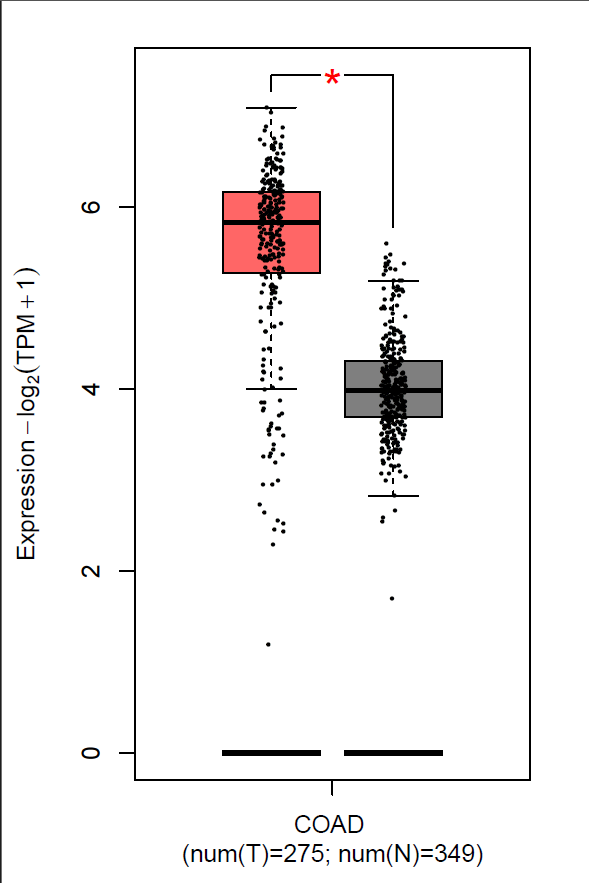 *
6
4
2
0
Expression − log₂(TPM + 1)
COAD
(num(T)=275; num(N)=349)